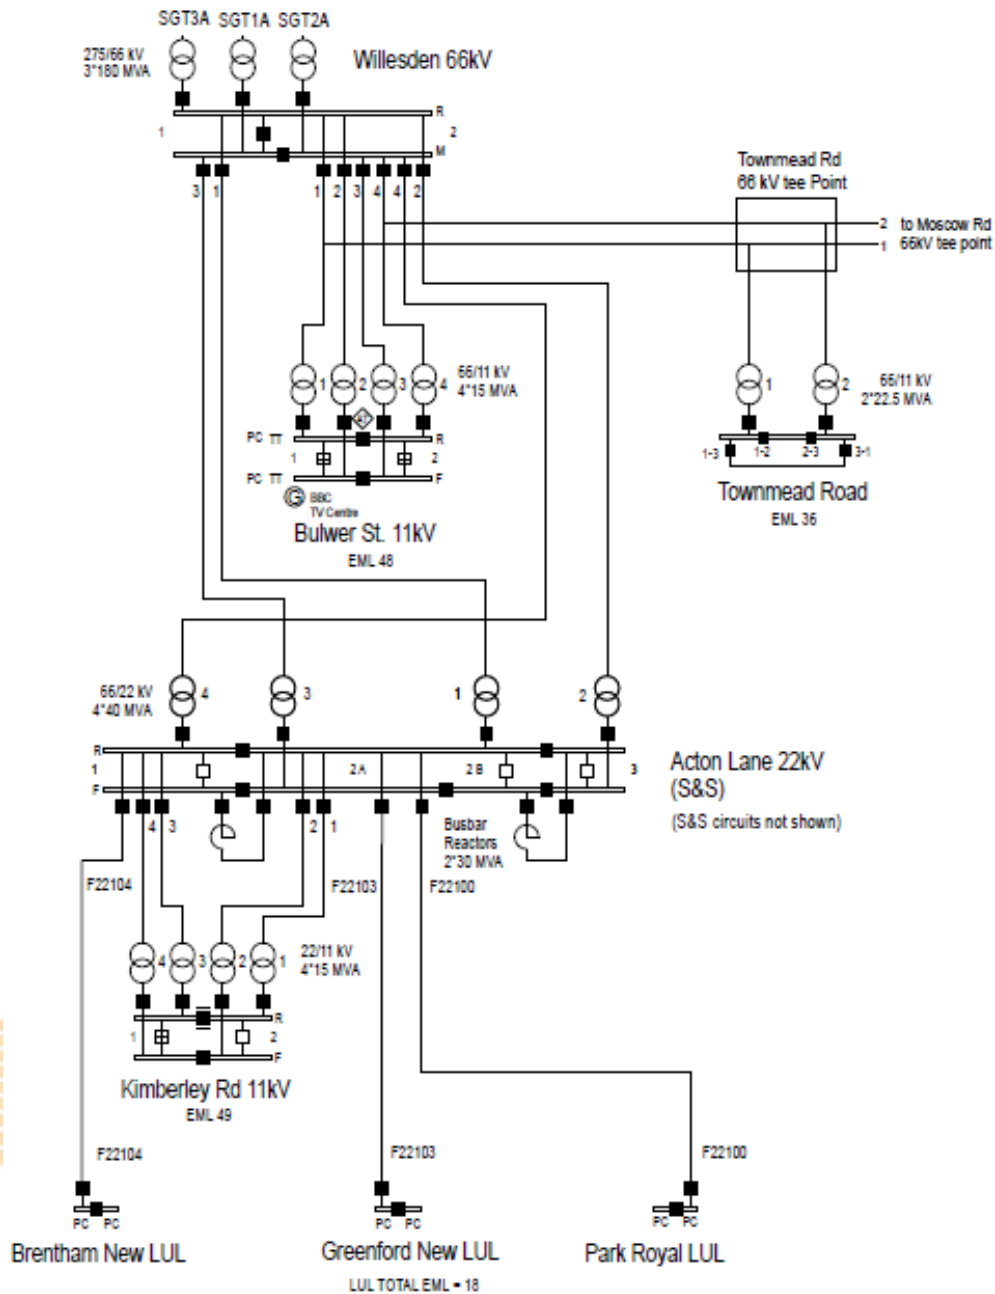 SGT3A SGT1A SGT2A
275/66 kV
3*180 MVA
Willesden 66kV
R
1
2
M
3 1 1 2 3 4 4 2
Townmead Rd
66 kV tee Point
2 to Moscow Rd
1 66kV tee point
1 2 3 4
66/11 kV
4*15 MVA
1 2
66/11 kV
2*22.5 MVA
PC TT R
1 2
PC TT F
G BBC
TV Centre
Bulwer St. 11kV
EML 48
1-3 1-2 2-3 3-1
Townmead Road
EML 36
66/22 kV
4*40 MVA
4 3 1 2
R
1 2A 2B 3
F
Acton Lane 22kV
(S&S)
(S&S circuits not shown)
4 3 2 1
Busbar
Reactors
2*30 MVA
F22104 F22103 F22100
4 3 2 1
22/11 kV
4*15 MVA
R
1 2
F
Kimberley Rd 11kV
EML 49
F22104 F22103 F22100
PC PC PC PC PC PC
Brentham New LUL Greenford New LUL Park Royal LUL
LUL TOTAL EML = 18